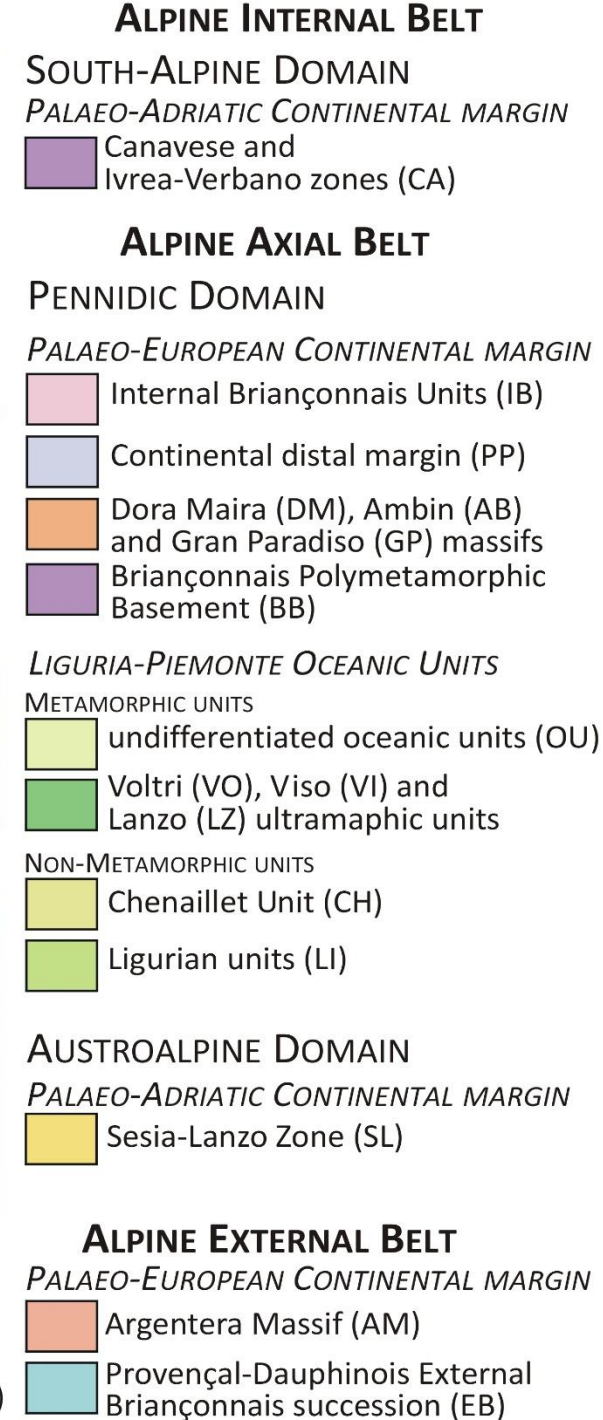 ALPINE INTERNAL BELT
SOUTH-ALPINE DOMAIN
PALAEO-ADRIATIC CONTINENTAL MARGIN
Canavese and
Ivrea-Verbano zones (CA)
ALPINE AXIAL BELT
PENNIDIC DOMAIN
PALAEO-EUROPEAN CONTINENTAL MARGIN
Internal Briançonnais Units (IB)
Continental distal margin (PP)
Dora Maira (DM), Ambin (AB)
and Gran Paradiso (GP) massifs
Briançonnais Polymetamorphic
Basement (BB)
LIGURIA-PIEMONTE OCEANIC UNITS
METAMORPHIC UNITS
undifferentiated oceanic units (OU)
Voltri (VO), Viso (VI) and
Lanzo (LZ) ultramaphic units
NON-METAMORPHIC UNITS
Chenaillet Unit (CH)
Ligurian units (LI)
AUSTROALPINE DOMAIN
PALAEO-ADRIATIC CONTINENTAL MARGIN
Sesia-Lanzo Zone (SL)
ALPINE EXTERNAL BELT
PALAEO-EUROPEAN CONTINENTAL MARGIN
Argentera Massif (AM)
Provençal-Dauphinois External
Briançonnais succession (EB)